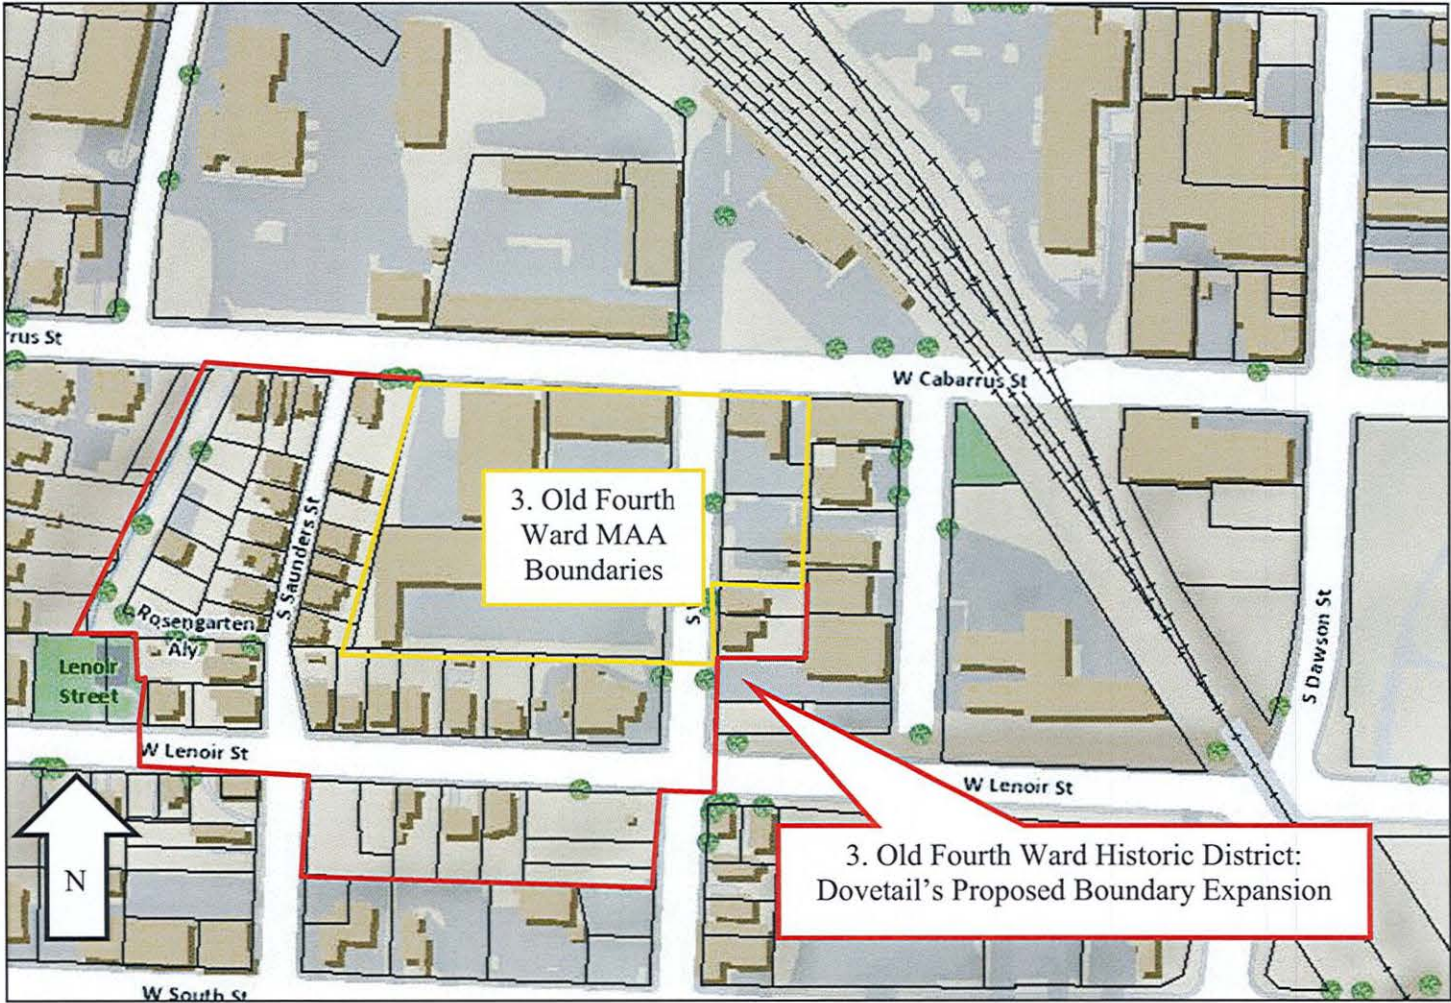 rrus St
W Cabarrus St
3. Old Fourth
Ward MAA
Boundaries
S Saunders St
Rosengarten
Aly
Lenoir
Street
S Dawson St
W Lenoir St
W Lenoir St
3. Old Fourth Ward Historic District:
Dovetail's Proposed Boundary Expansion
N
W South St